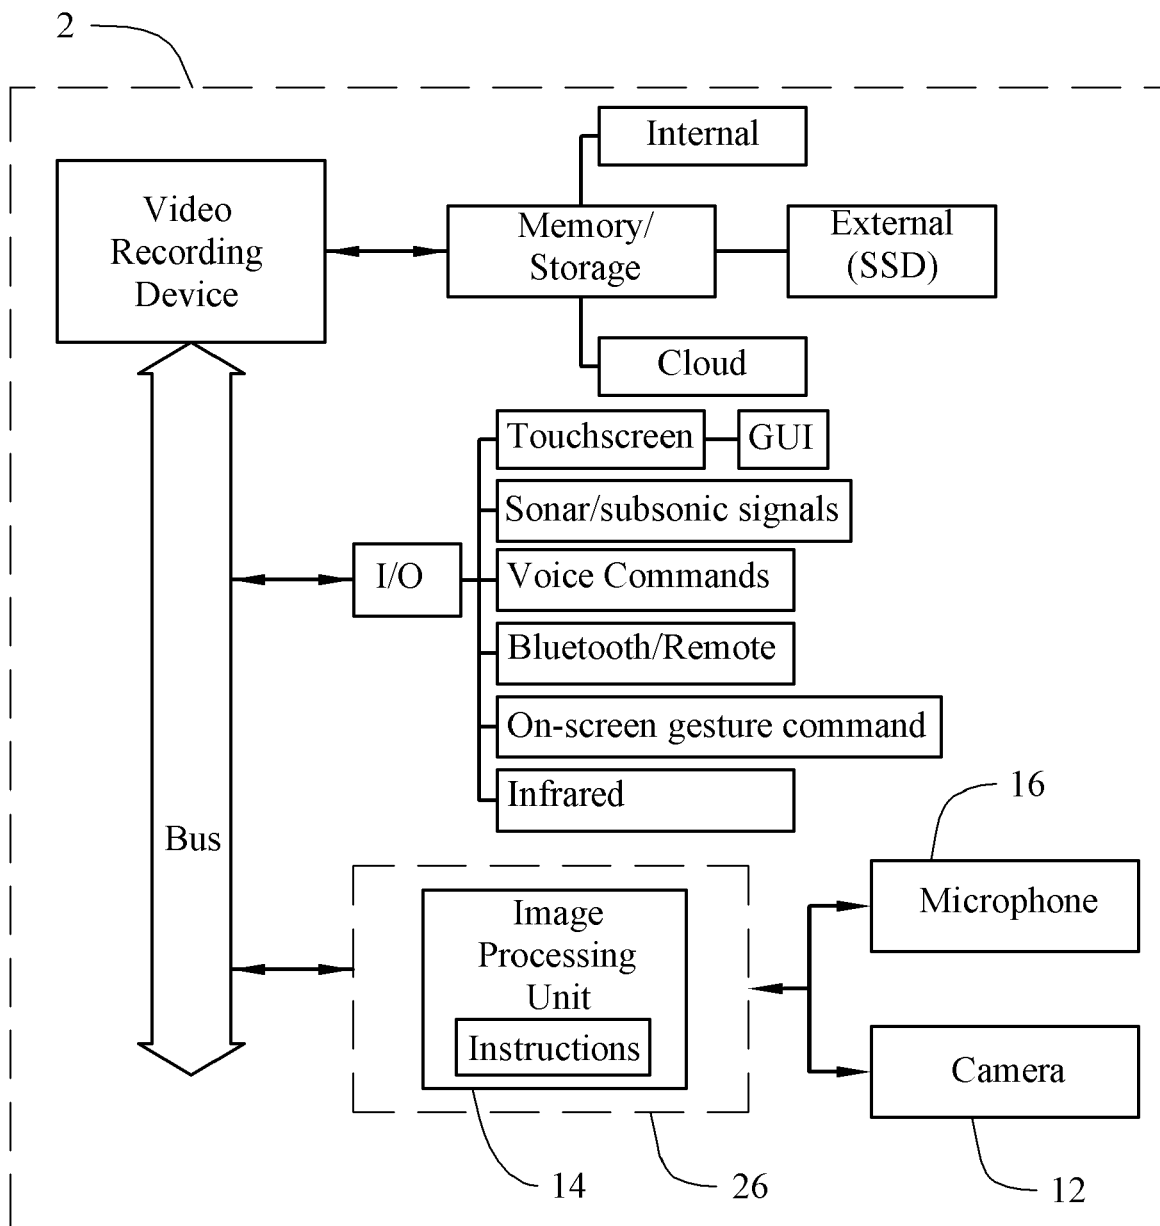 2
Internal
Video
Recording
Device
Memory/
Storage
External
(SSD)
Cloud
Touchscreen
GUI
Sonar/subsonic signals
I/O
Voice Commands
Bluetooth/Remote
On-screen gesture command
Infrared
16
Bus
Microphone
Image
Processing
Unit
Instructions
Camera
14
26
12